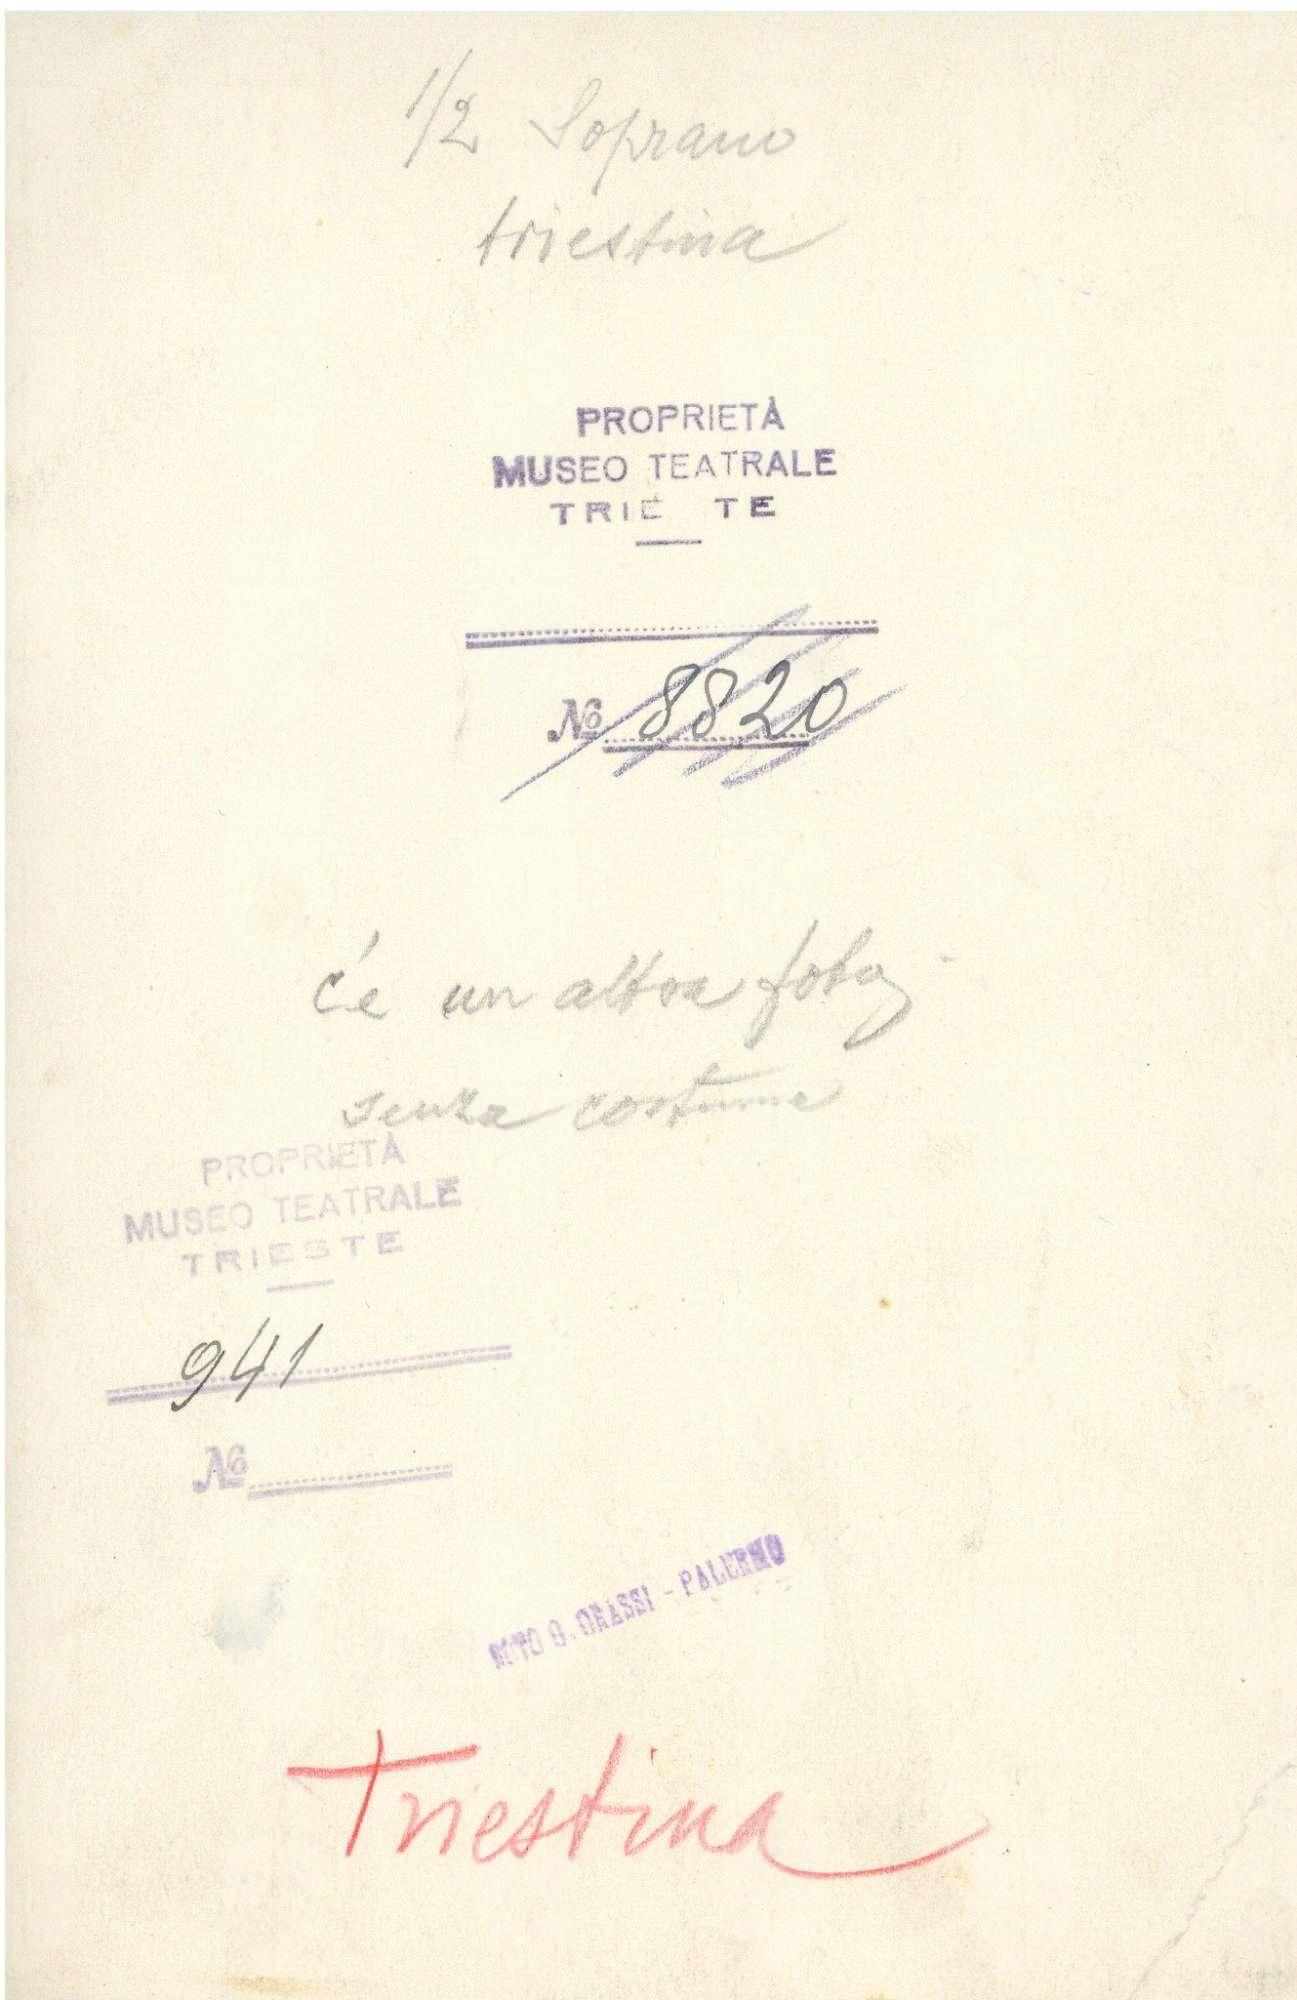 1/2 Soprano
triestina
PROPRIETÀ
MUSEO TEATRALE
TRIE TE
No 8820
c'é un altra foto
senza costume
PROPRIETÀ
MUSEO TEATRALE
TRIESTE
941
No
FOTO G. GRASSI - PALERMO
Triestina